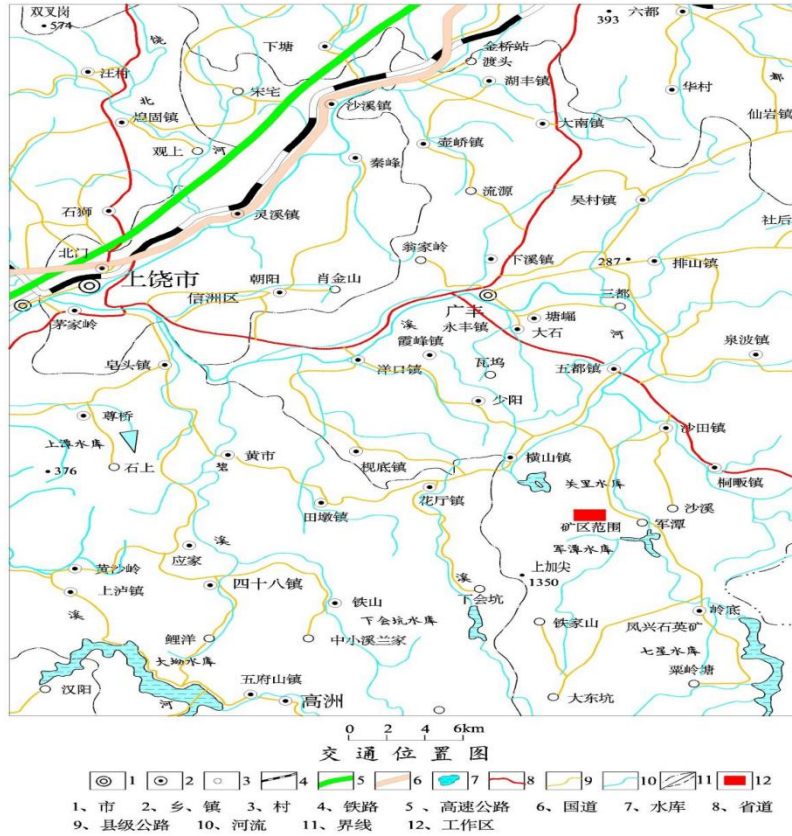 双叉岗
574
饶
下塘
393
六都
金桥站
渡头
汪村
宋宅
湖丰镇
华村
都
北
沙溪镇
仙岩镇
煌固镇
大南镇
观上
河
壶峤镇
秦峰
流源
吴村镇
石狮
灵溪镇
社后
北门
翁家岭
下溪镇
287
排山镇
上饶市
朝阳
肖金山
信洲区
三都
广丰
塘㟩
茅家岭
溪
永丰镇
大石
河
霞峰镇
泉波镇
皂头镇
洋口镇
瓦坞
五都镇
尊桥
少阳
上潭水库
沙田镇
376
石上
黄市
枧底镇
横山镇
桐畈镇
花厅镇
关里水库
田墩镇
沙溪
矿区范围
军潭
溪
应家
军潭水库
黄沙岭
上加尖
1350
上泸镇
四十八镇
溪
溪
铁山
下会坑
岭底
下会坑水库
鲤洋
中小溪兰家
铁家山
凤兴石英矿
大坳水库
七星水库
粟岭塘
汉阳
五府山镇
河
高洲
大东坑
0 2 4 6km
交通位置图
1 2 3 4 5 6 7 8 9 10 11 12
1、市 2、乡、镇 3、村 4、铁路 5、高速公路 6、国道 7、水库 8、省道
9、县级公路 10、河流 11、界线 12、工作区